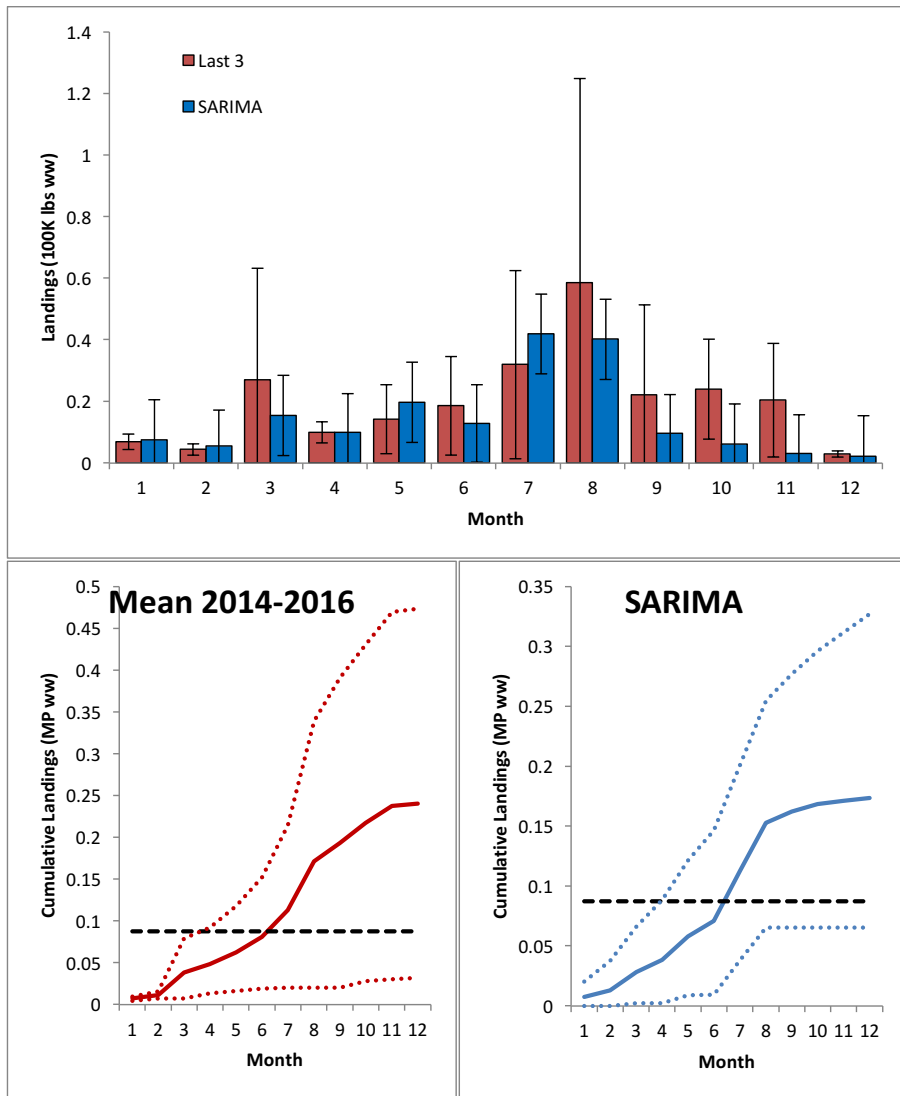 1.4
1.2
1
0.8
0.6
0.4
0.2
0
Landings (100K lbs ww)
Last 3
SARIMA
1 2 3 4 5 6 7 8 9 10 11 12
Month
Mean 2014-2016
0.5
0.45
0.4
0.35
0.3
0.25
0.2
0.15
0.1
0.05
0
Cumulative Landings (MP ww)
1 2 3 4 5 6 7 8 9 10 11 12
Month
SARIMA
0.35
0.3
0.25
0.2
0.15
0.1
0.05
0
Cumulative Landings (MP ww)
1 2 3 4 5 6 7 8 9 10 11 12
Month